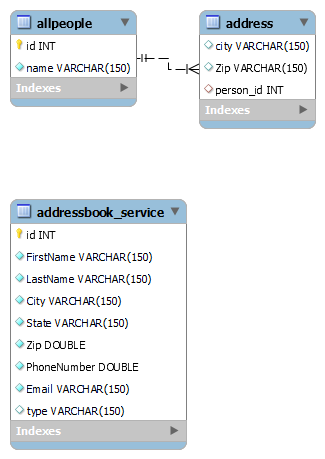 allpeople
id INT
name VARCHAR(150)
Indexes
address
city VARCHAR(150)
Zip VARCHAR(150)
person_id INT
Indexes
addressbook_service
id INT
FirstName VARCHAR(150)
LastName VARCHAR(150)
City VARCHAR(150)
State VARCHAR(150)
Zip DOUBLE
PhoneNumber DOUBLE
Email VARCHAR(150)
type VARCHAR(150)
Indexes